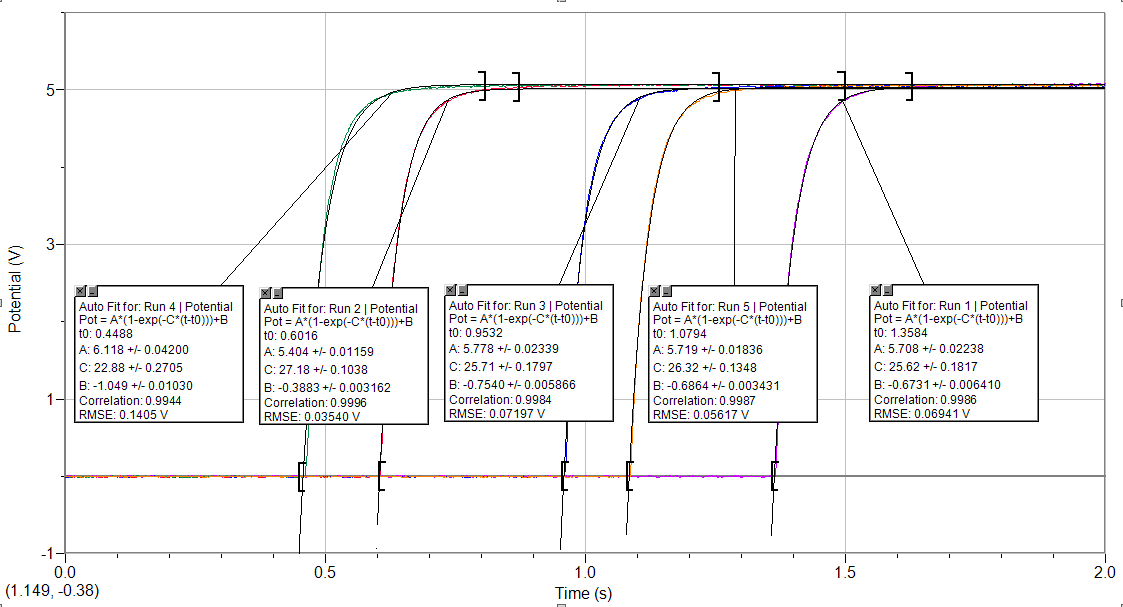 5
3
1
-1
Potential (V)
Auto Fit for: Run 4 | Potential
Pot = A*(1-exp(-C*(t-t0)))+B
t0: 0.4488
A: 6.118 +/- 0.04200
C: 22.88 +/- 0.2705
B: -1.049 +/- 0.01030
Correlation: 0.9944
RMSE: 0.1405 V
Auto Fit for: Run 2 | Potential
Pot = A*(1-exp(-C*(t-t0)))+B
t0: 0.6016
A: 5.404 +/- 0.01159
C: 27.18 +/- 0.1038
B: -0.3883 +/- 0.003162
Correlation: 0.9996
RMSE: 0.03540 V
Auto Fit for: Run 3 | Potential
Pot = A*(1-exp(-C*(t-t0)))+B
t0: 0.9532
A: 5.778 +/- 0.02339
C: 25.71 +/- 0.1797
B: -0.7540 +/- 0.005866
Correlation: 0.9984
RMSE: 0.07197 V
Auto Fit for: Run 5 | Potential
Pot = A*(1-exp(-C*(t-t0)))+B
t0: 1.0794
A: 5.719 +/- 0.01836
C: 26.32 +/- 0.1348
B: -0.6864 +/- 0.003431
Correlation: 0.9987
RMSE: 0.05617 V
Auto Fit for: Run 1 | Potential
Pot = A*(1-exp(-C*(t-t0)))+B
t0: 1.3584
A: 5.708 +/- 0.02238
C: 25.62 +/- 0.1817
B: -0.6731 +/- 0.006410
Correlation: 0.9986
RMSE: 0.06941 V
0.0 0.5 1.0 1.5 2.0
(1.149, -0.38)
Time (s)